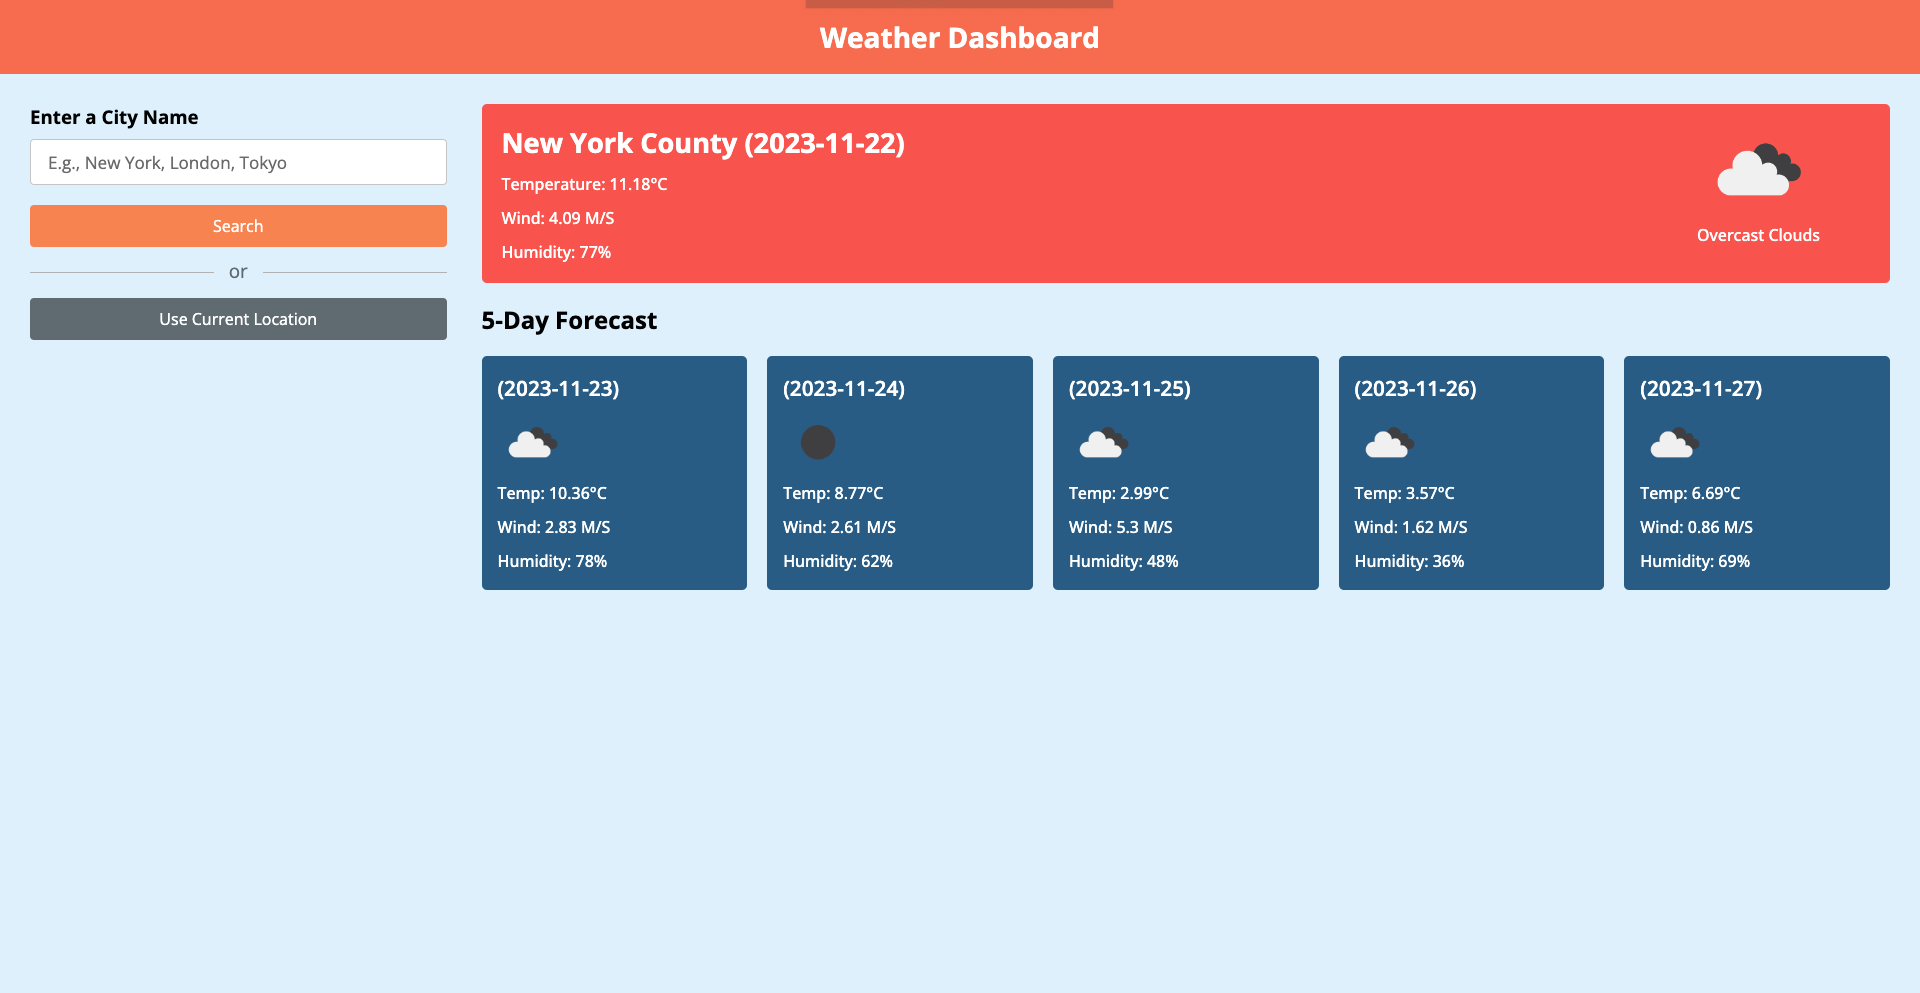 Weather Dashboard
Enter a City Name
E.g., New York, London, Tokyo
Search
or
Use Current Location
New York County (2023-11-22)
Temperature: 11.18°C
Wind: 4.09 M/S
Humidity: 77%
Overcast Clouds
5-Day Forecast
(2023-11-23)
Temp: 10.36°C
Wind: 2.83 M/S
Humidity: 78%
(2023-11-24)
Temp: 8.77°C
Wind: 2.61 M/S
Humidity: 62%
(2023-11-25)
Temp: 2.99°C
Wind: 5.3 M/S
Humidity: 48%
(2023-11-26)
Temp: 3.57°C
Wind: 1.62 M/S
Humidity: 36%
(2023-11-27)
Temp: 6.69°C
Wind: 0.86 M/S
Humidity: 69%